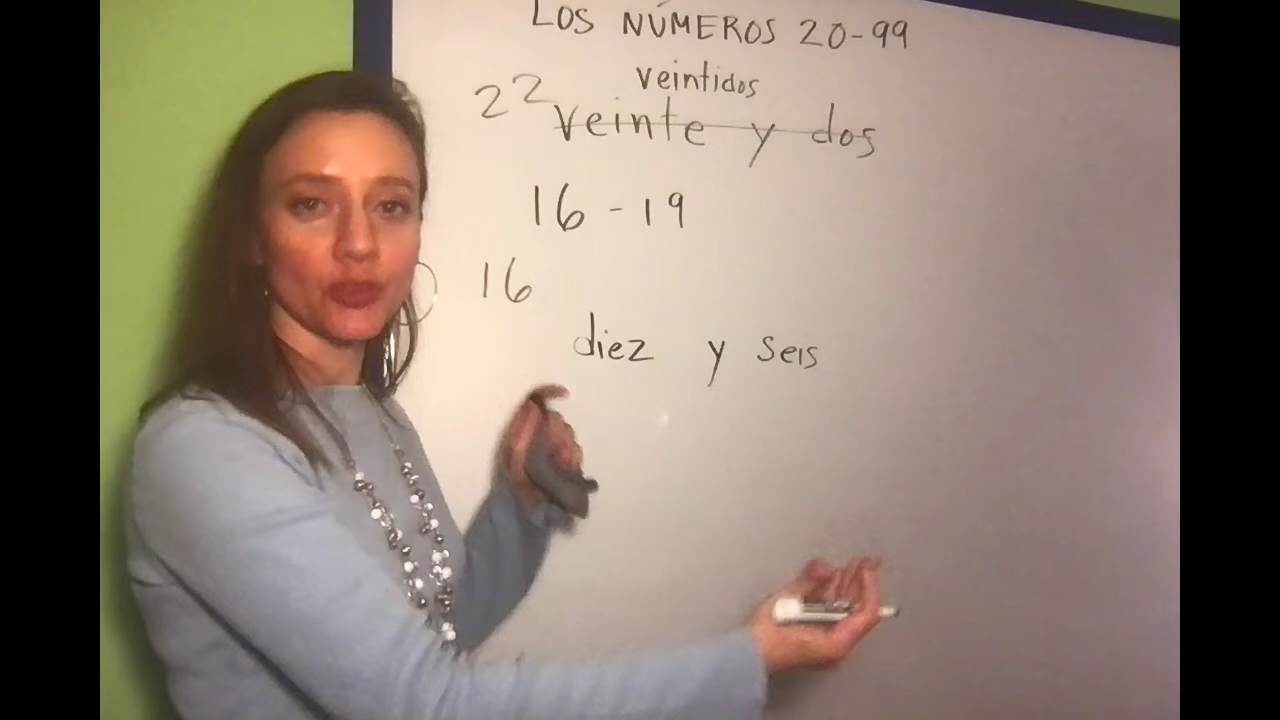 LOS NÚMEROS 20-99
veintidos
22 veinte y dos
16-19
16
diez y seis